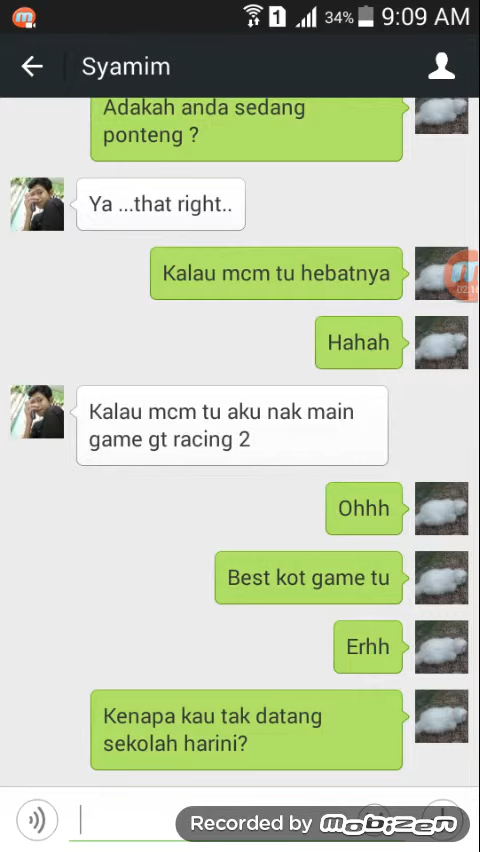 34% 9:09 AM
Syamim
Adakah anda sedang
ponteng ?
Ya ...that right..
Kalau mcm tu hebatnya
Hahah
Kalau mcm tu aku nak main
game gt racing 2
Ohhh
Best kot game tu
Erhh
Kenapa kau tak datang
sekolah harini?
Recorded by mobizen